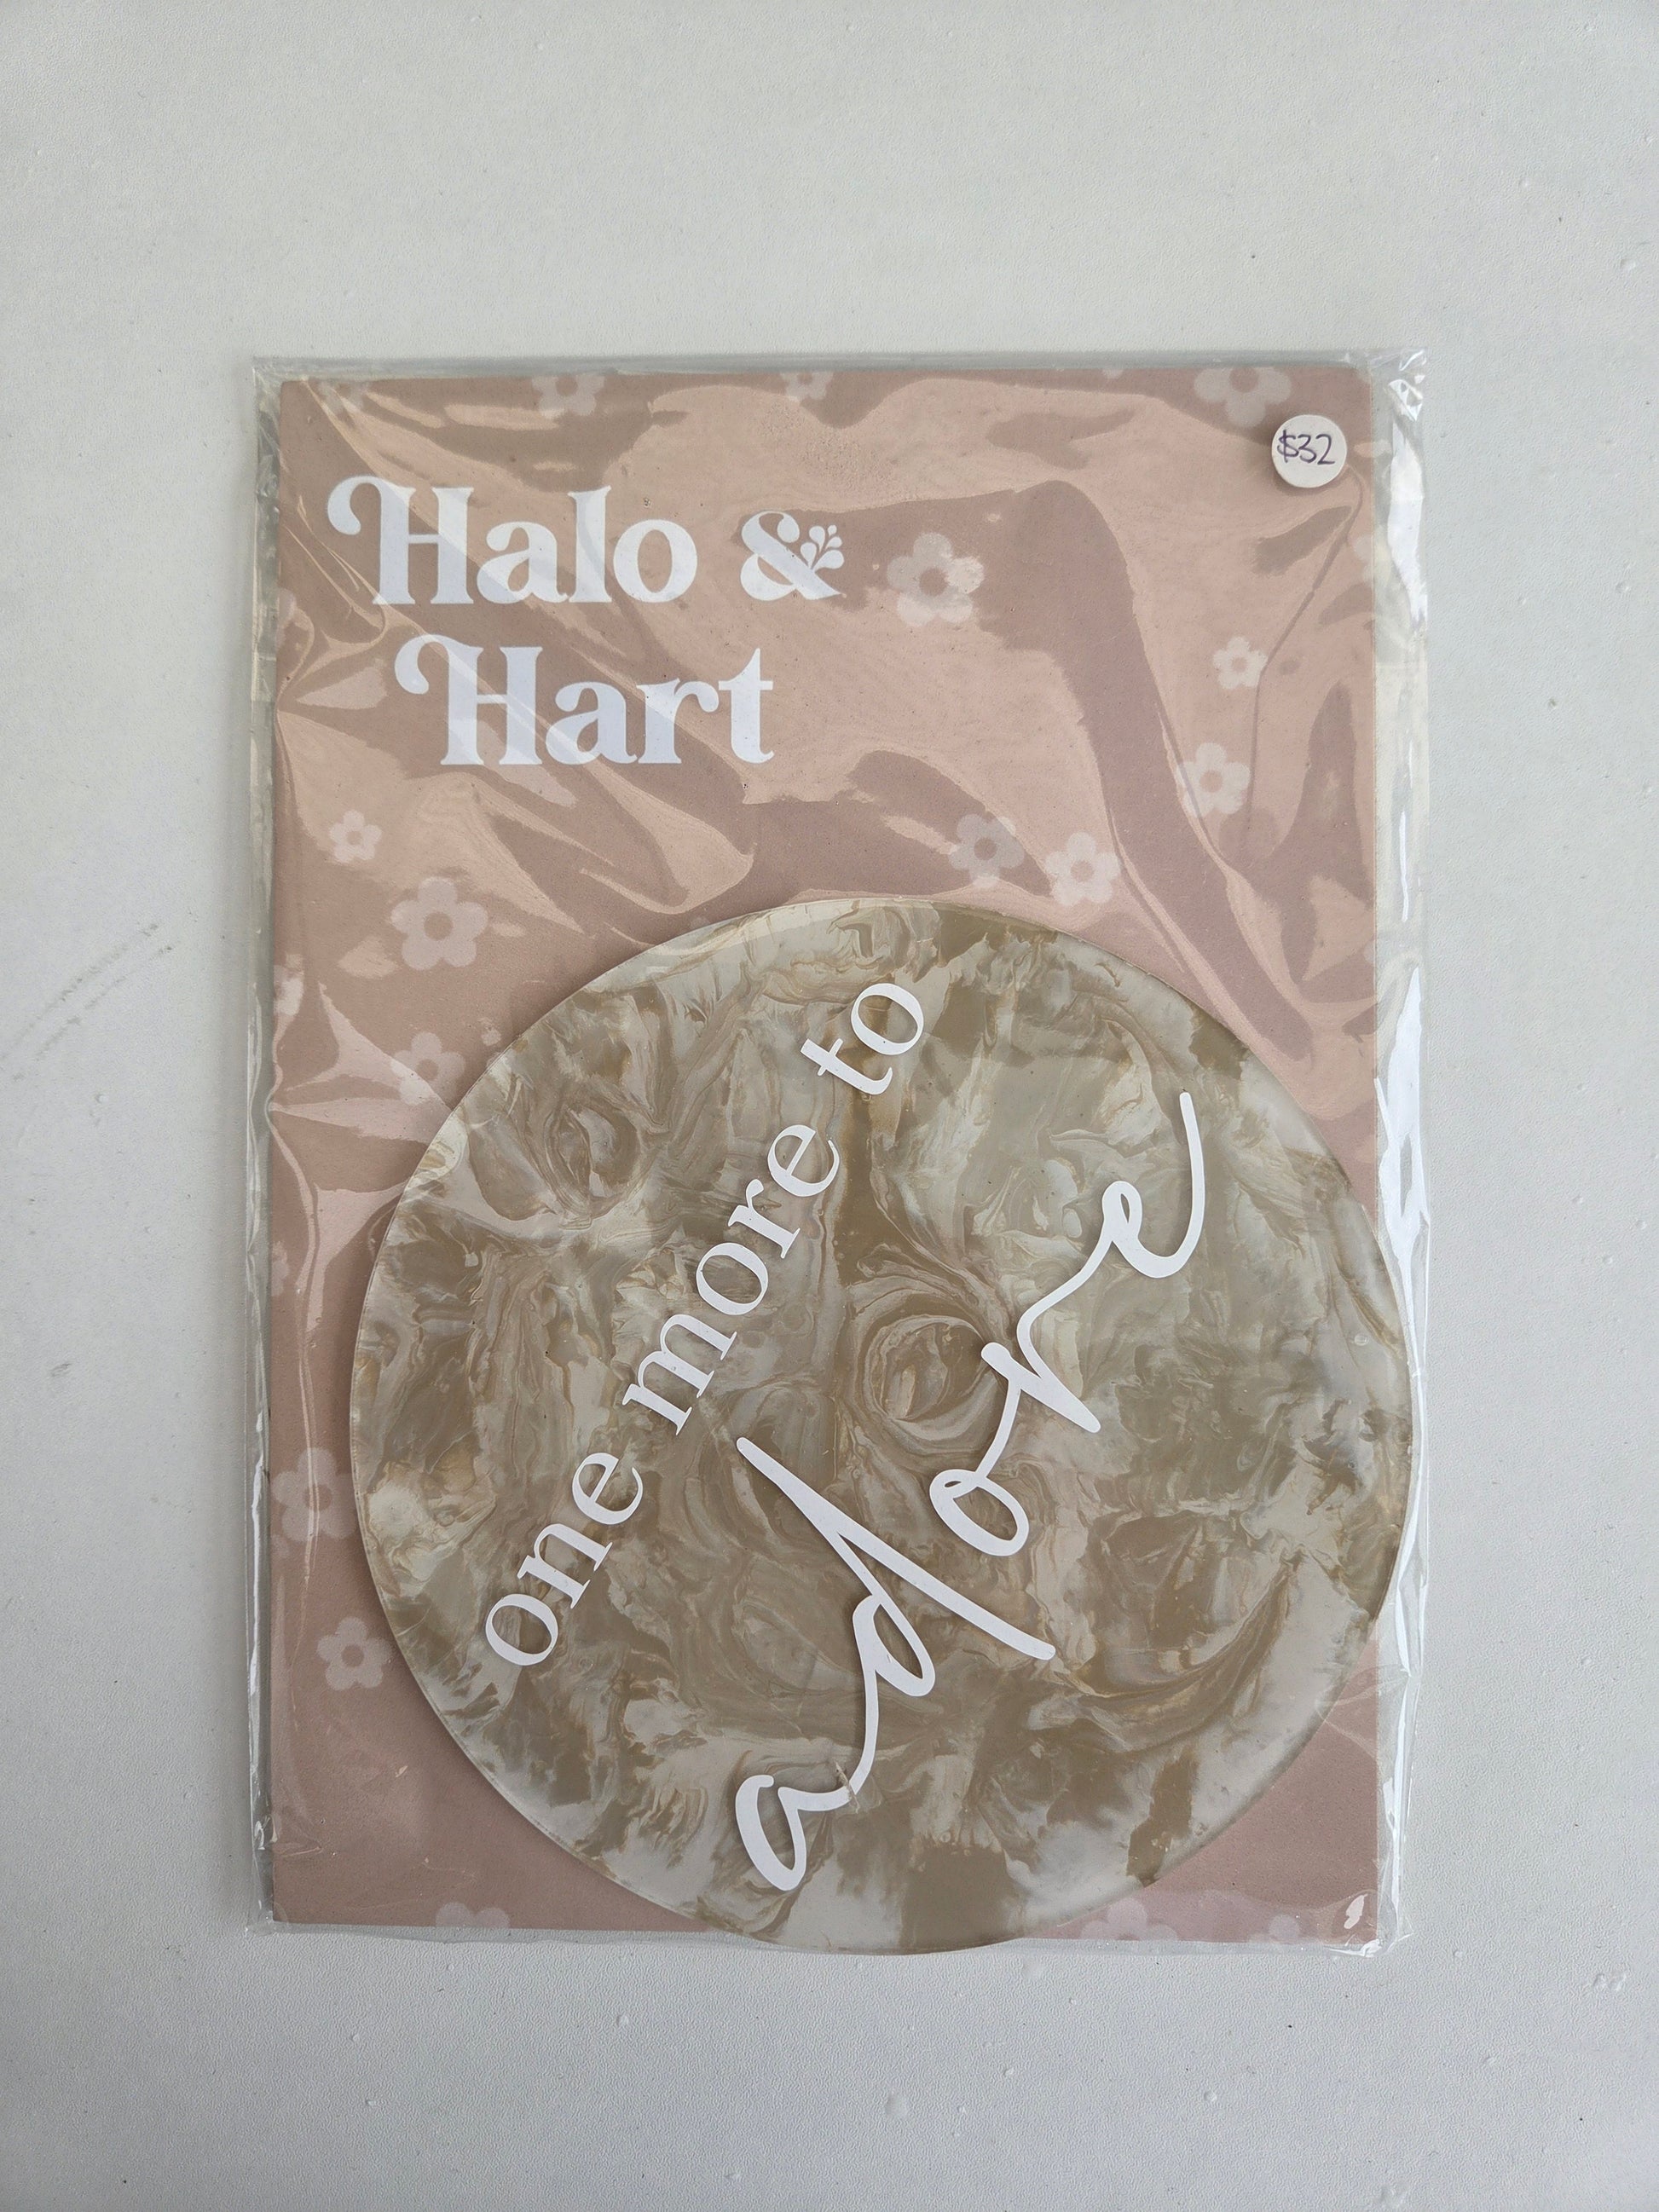 Halo &
Hart
$32
one more to
adore